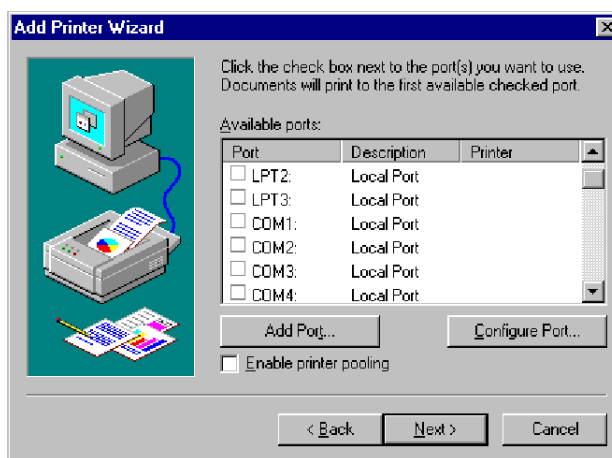 Add Printer Wizard
Click the check box next to the port(s) you want to use.
Documents will print to the first available checked port.
Available ports:
Port Description Printer
LPT2: Local Port
LPT3: Local Port
COM1: Local Port
COM2: Local Port
COM3: Local Port
COM4: Local Port
Add Port... Configure Port...
Enable printer pooling
< Back Next > Cancel